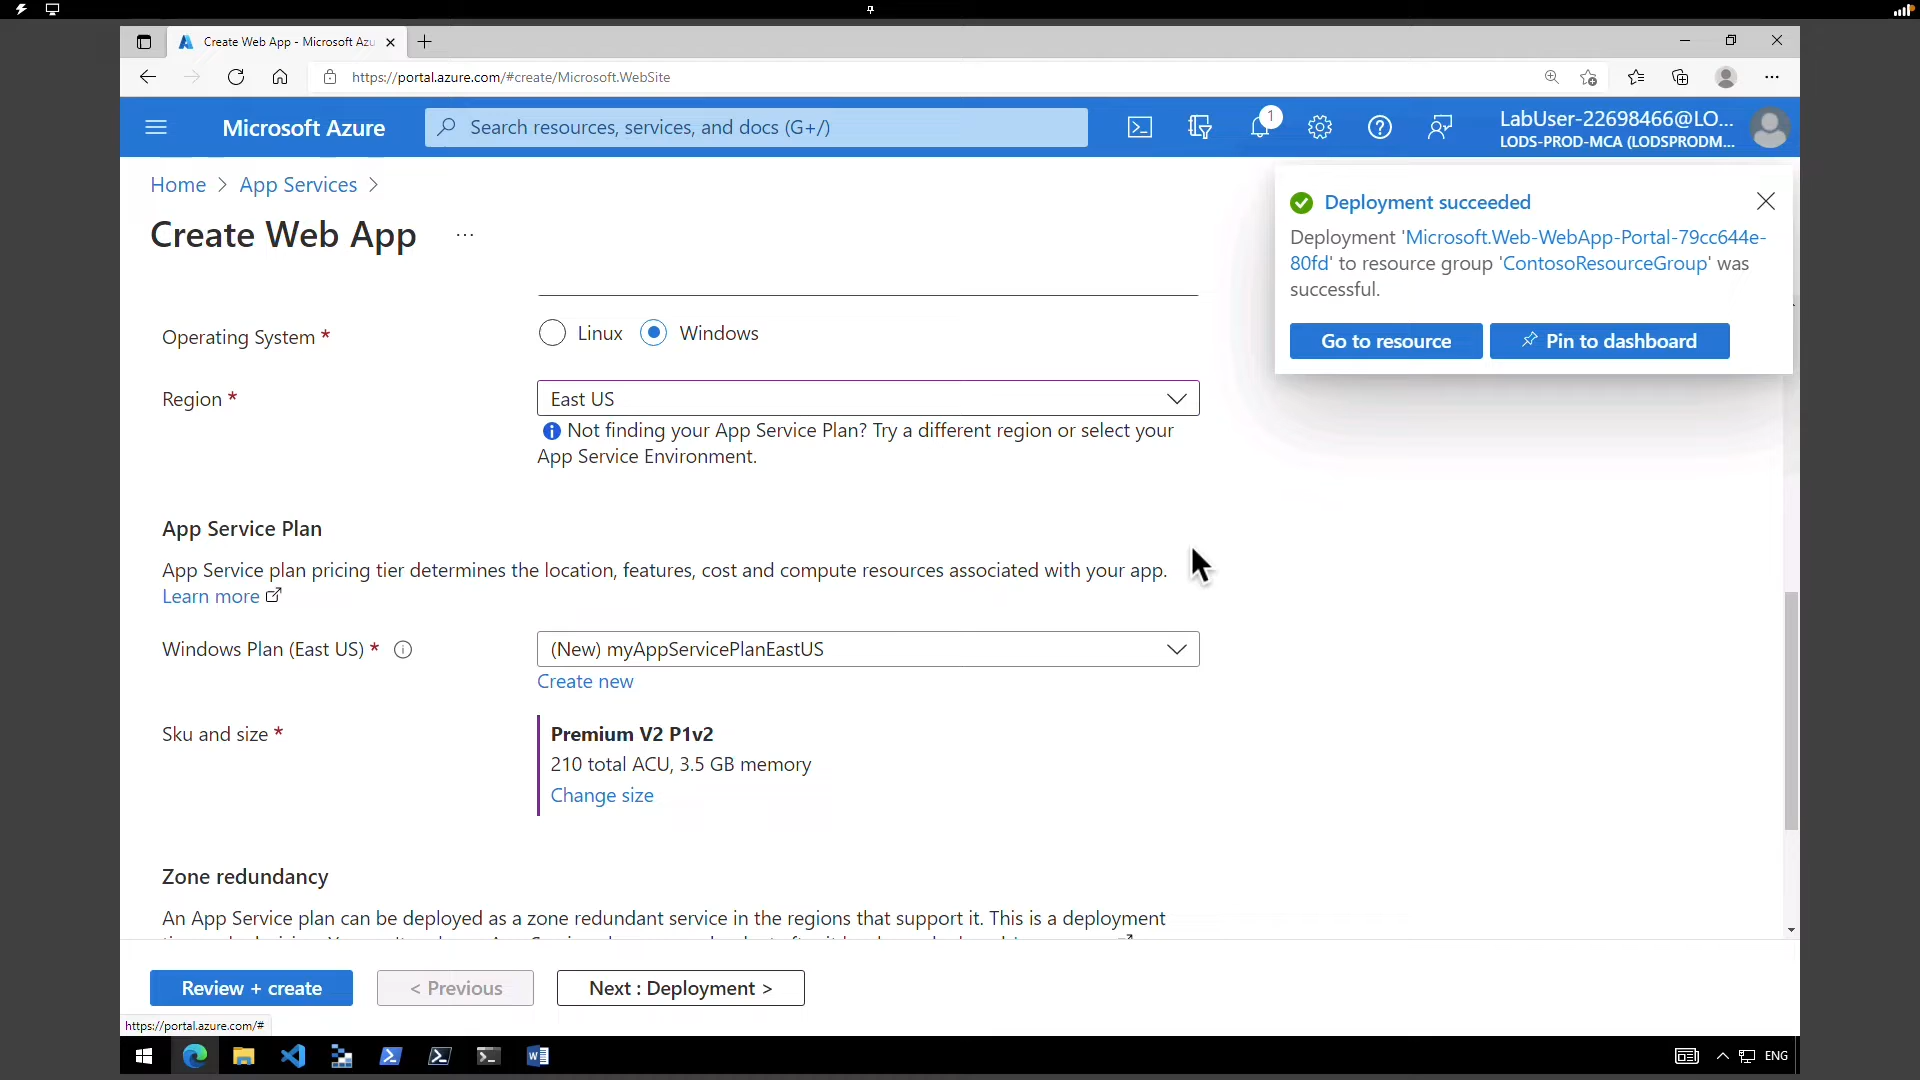 Create Web App - Microsoft Azu
https://portal.azure.com/#create/Microsoft.WebSite
Microsoft Azure
Search resources, services, and docs (G+/)
1
LabUser-22698466@LO...
LODS-PROD-MCA (LODSPRODM...
Home > App Services >
Create Web App ...
Deployment succeeded
Deployment 'Microsoft.Web-WebApp-Portal-79cc644e-
80fd' to resource group 'ContosoResourceGroup' was
successful.
Go to resource
Pin to dashboard
Operating System *
Linux
Windows
Region *
East US
Not finding your App Service Plan? Try a different region or select your
App Service Environment.
App Service Plan
App Service plan pricing tier determines the location, features, cost and compute resources associated with your app.
Learn more
Windows Plan (East US) *
(New) myAppServicePlanEastUS
Create new
Sku and size *
Premium V2 P1v2
210 total ACU, 3.5 GB memory
Change size
Zone redundancy
An App Service plan can be deployed as a zone redundant service in the regions that support it. This is a deployment
Review + create
< Previous
Next : Deployment >
https://portal.azure.com/#
ENG